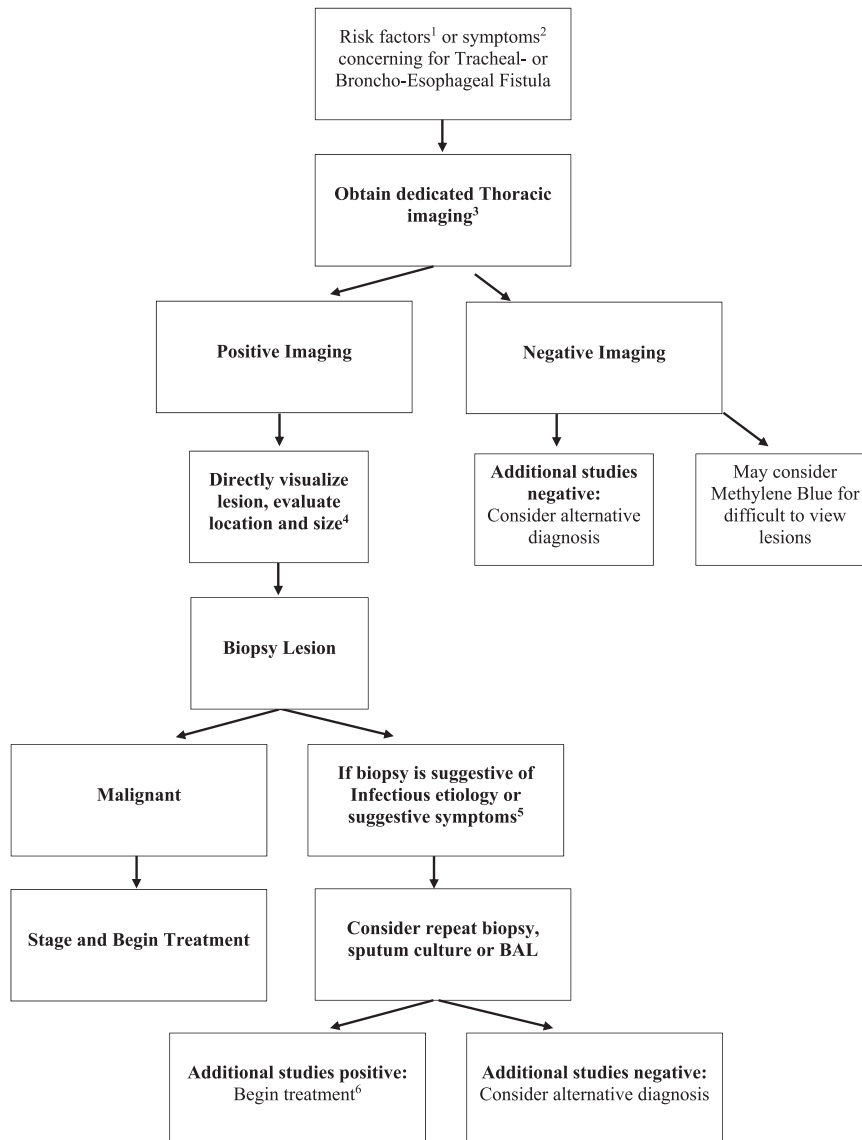 Risk factors¹ or symptoms²
concerning for Tracheal- or
Broncho-Esophageal Fistula
Obtain dedicated Thoracic
imaging³
Positive Imaging
Negative Imaging
Directly visualize
lesion, evaluate
location and size⁴
Additional studies
negative:
Consider alternative
diagnosis
May consider
Methylene Blue for
difficult to view
lesions
Biopsy Lesion
Malignant
If biopsy is suggestive of
Infectious etiology or
suggestive symptoms⁵
Stage and Begin Treatment
Consider repeat biopsy,
sputum culture or BAL
Additional studies positive:
Begin treatment⁶
Additional studies negative:
Consider alternative diagnosis